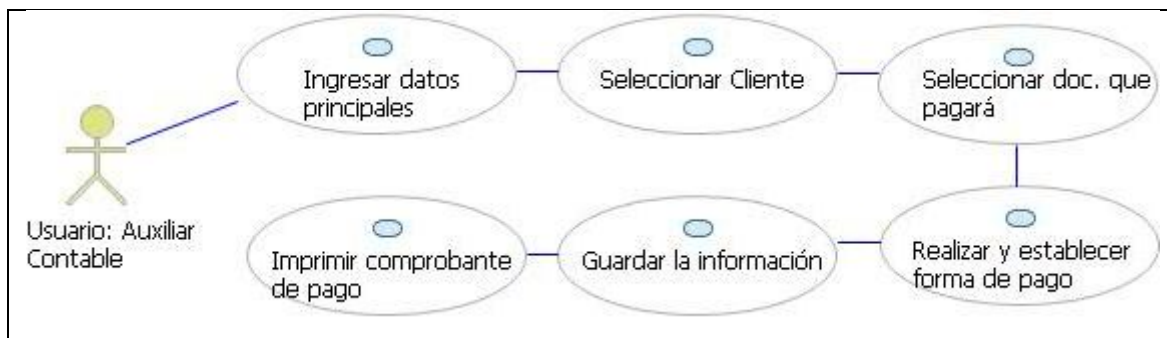 Ingresar datos
principales
Seleccionar Cliente
Seleccionar doc. que
pagará
Usuario: Auxiliar
Contable
Imprimir comprobante
de pago
Guardar la información
Realizar y establecer
forma de pago